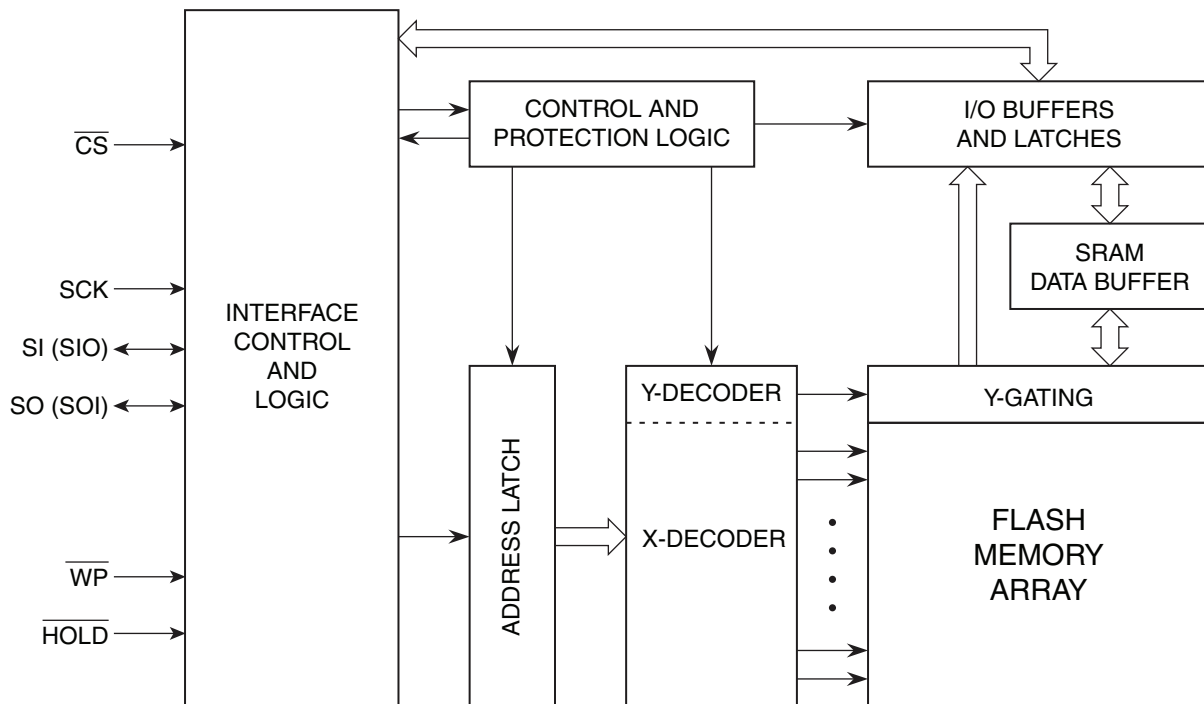 CS
SCK
SI (SIO)
SO (SOI)
WP
HOLD
INTERFACE
CONTROL
AND
LOGIC
CONTROL AND
PROTECTION LOGIC
I/O BUFFERS
AND LATCHES
SRAM
DATA BUFFER
ADDRESS LATCH
Y-DECODER
X-DECODER
Y-GATING
FLASH
MEMORY
ARRAY